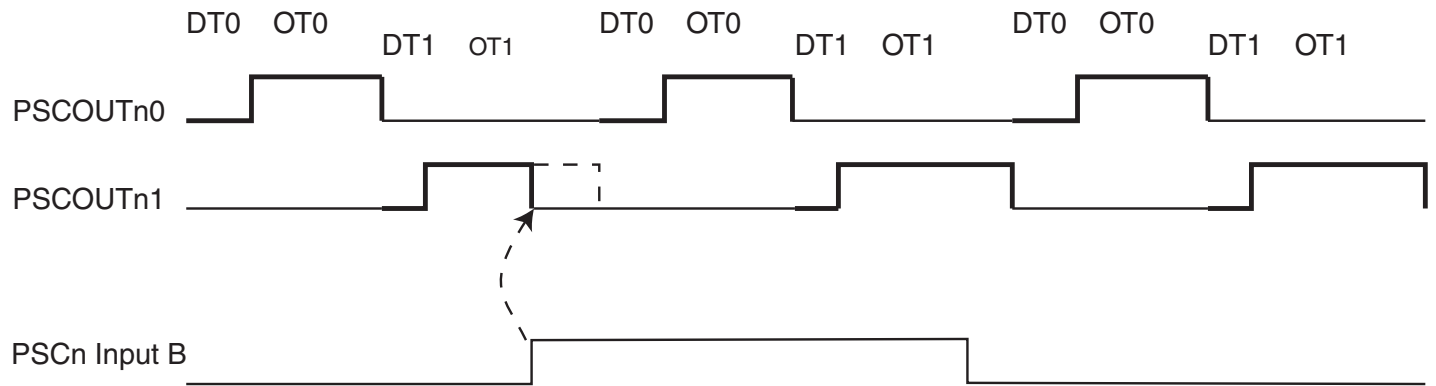 DT0 OT0 DT0 OT0 DT0 OT0
DT1 OT1 DT1 OT1 DT1 OT1
PSCOUTn0
PSCOUTn1
PSCn Input B